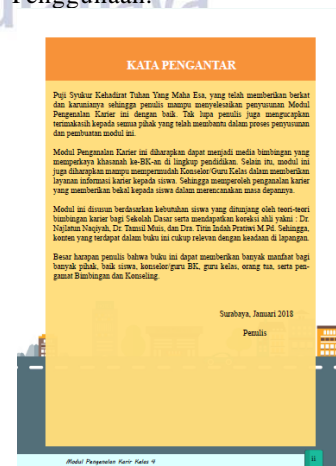 Penggunaan.
KATA PENGANTAR
Puji Syukur Kehadirat Tuhan Yang Maha Esa, yang telah memberikan berkat
dan karunianya sehingga penulis mampu menyelesaikan penyusunan Modul
Pengenalan Karier ini dengan baik. Tak lupa penulis juga mengucapkan
terimakasih kepada semua pihak yang telah membantu dalam proses penyusunan
dan pembuatan modul ini.
Modul Pengenalan Karier ini diharapkan dapat menjadi media bimbingan yang
memperkaya khasanah ke-BK-an di lingkup pendidikan. Selain itu, modul ini
juga diharapkan mampu mempermudah Konselor/Guru Kelas dalam memberikan
layanan informasi karier kepada siswa. Sehingga memperoleh pengenalan karier
yang memberikan bekal kepada siswa dalam merencanakan masa depannya.
Modul ini disusun berdasarkan kebutuhan siswa yang ditunjang oleh teori-teori
bimbingan karier bagi Sekolah Dasar serta mendapatkan koreksi ahli yakni : Dr.
Najlatun Naqiyah, Dr. Tamsil Muis, dan Dra. Titin Indah Pratiwi M.Pd. Sehingga,
konten yang terdapat dalam buku ini cukup relevan dengan keadaan di lapangan.
Besar harapan penulis bahwa buku ini dapat memberikan banyak manfaat bagi
banyak pihak, baik siswa, konselor/guru BK, guru kelas, orang tua, serta pen-
gamat Bimbingan dan Konseling.
Surabaya, Januari 2018
Penulis
Modul Pengenalan Karir Kelas 4
ii